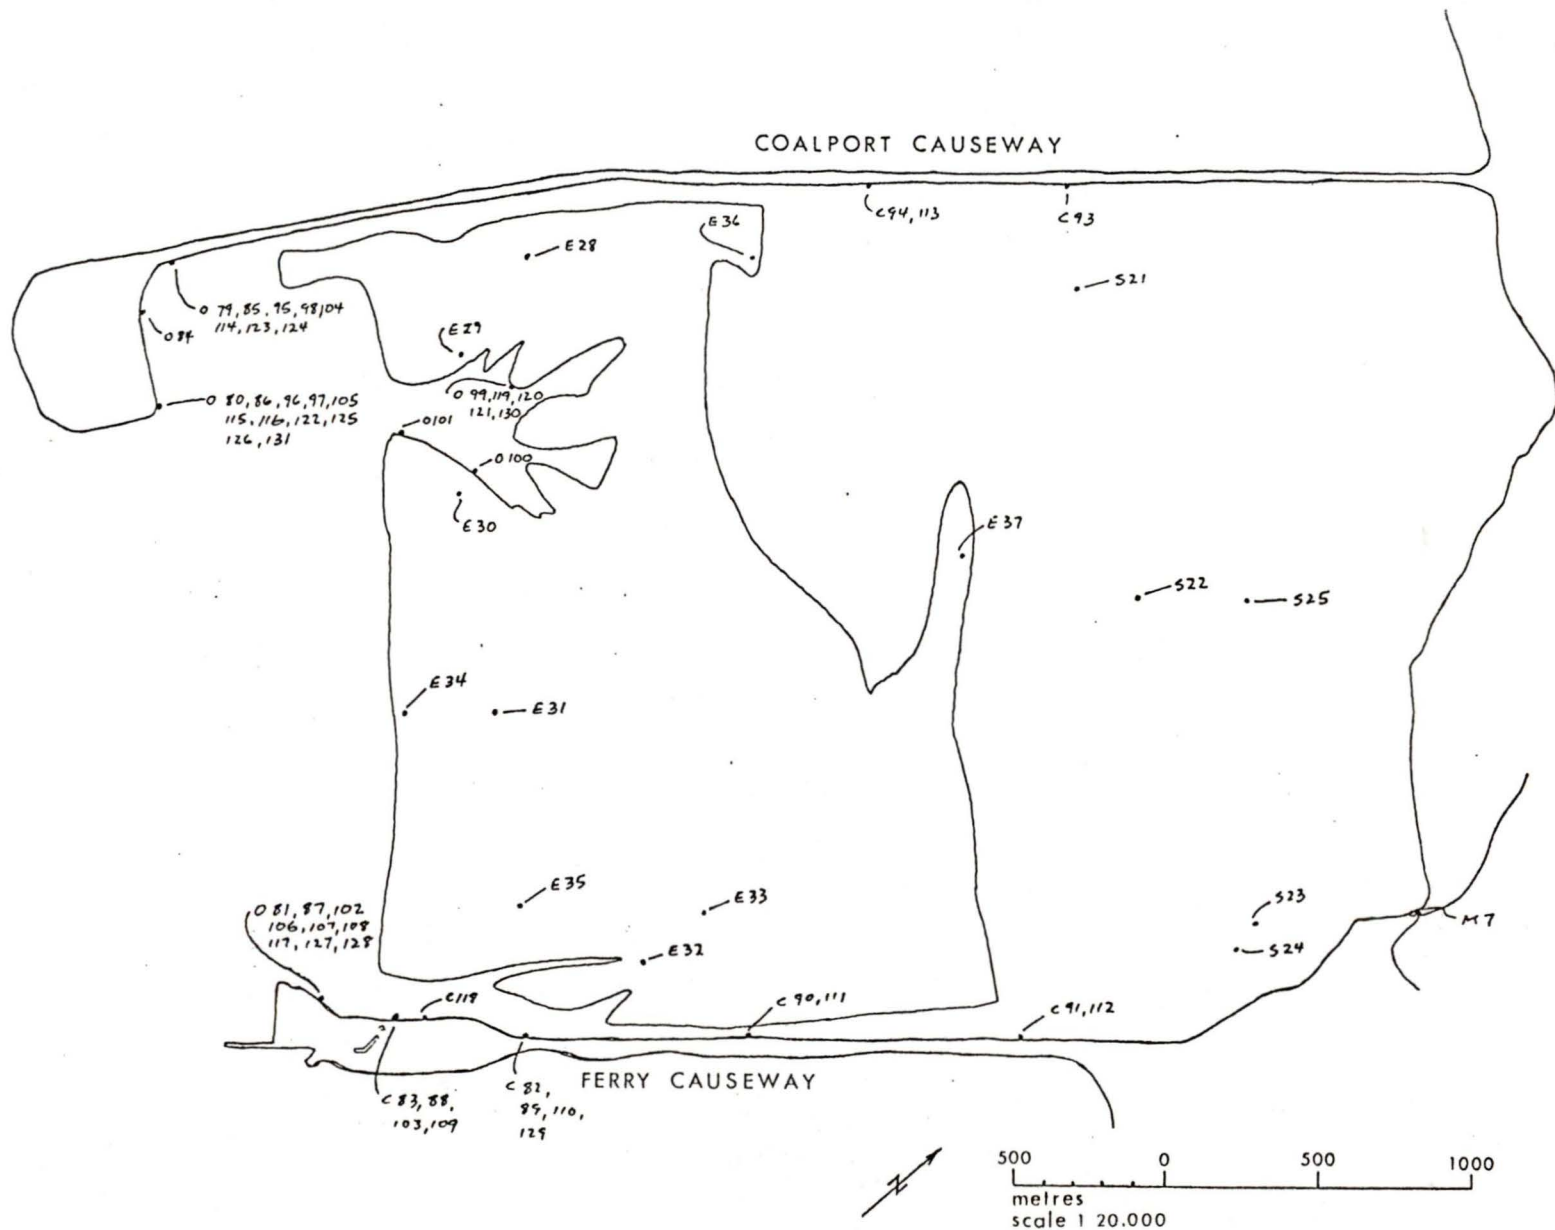 COALPORT CAUSEWAY
C94,113
C93
E36
E28
S21
O 79,85,95,98,104
114,123,124
O84
E29
O 99,119,120
121,130
O 80,86,96,97,105
115,116,122,125
126,131
O101
O100
E30
E37
S22
S25
E34
E31
E35
E33
S23
M7
O 81,87,102
106,107,108
117,127,128
E32
S24
C118
C 90,111
C 91,112
FERRY CAUSEWAY
C 82,
89,110,
129
C 83,88,
103,109
N
500 0 500 1000
metres
scale 1 20.000